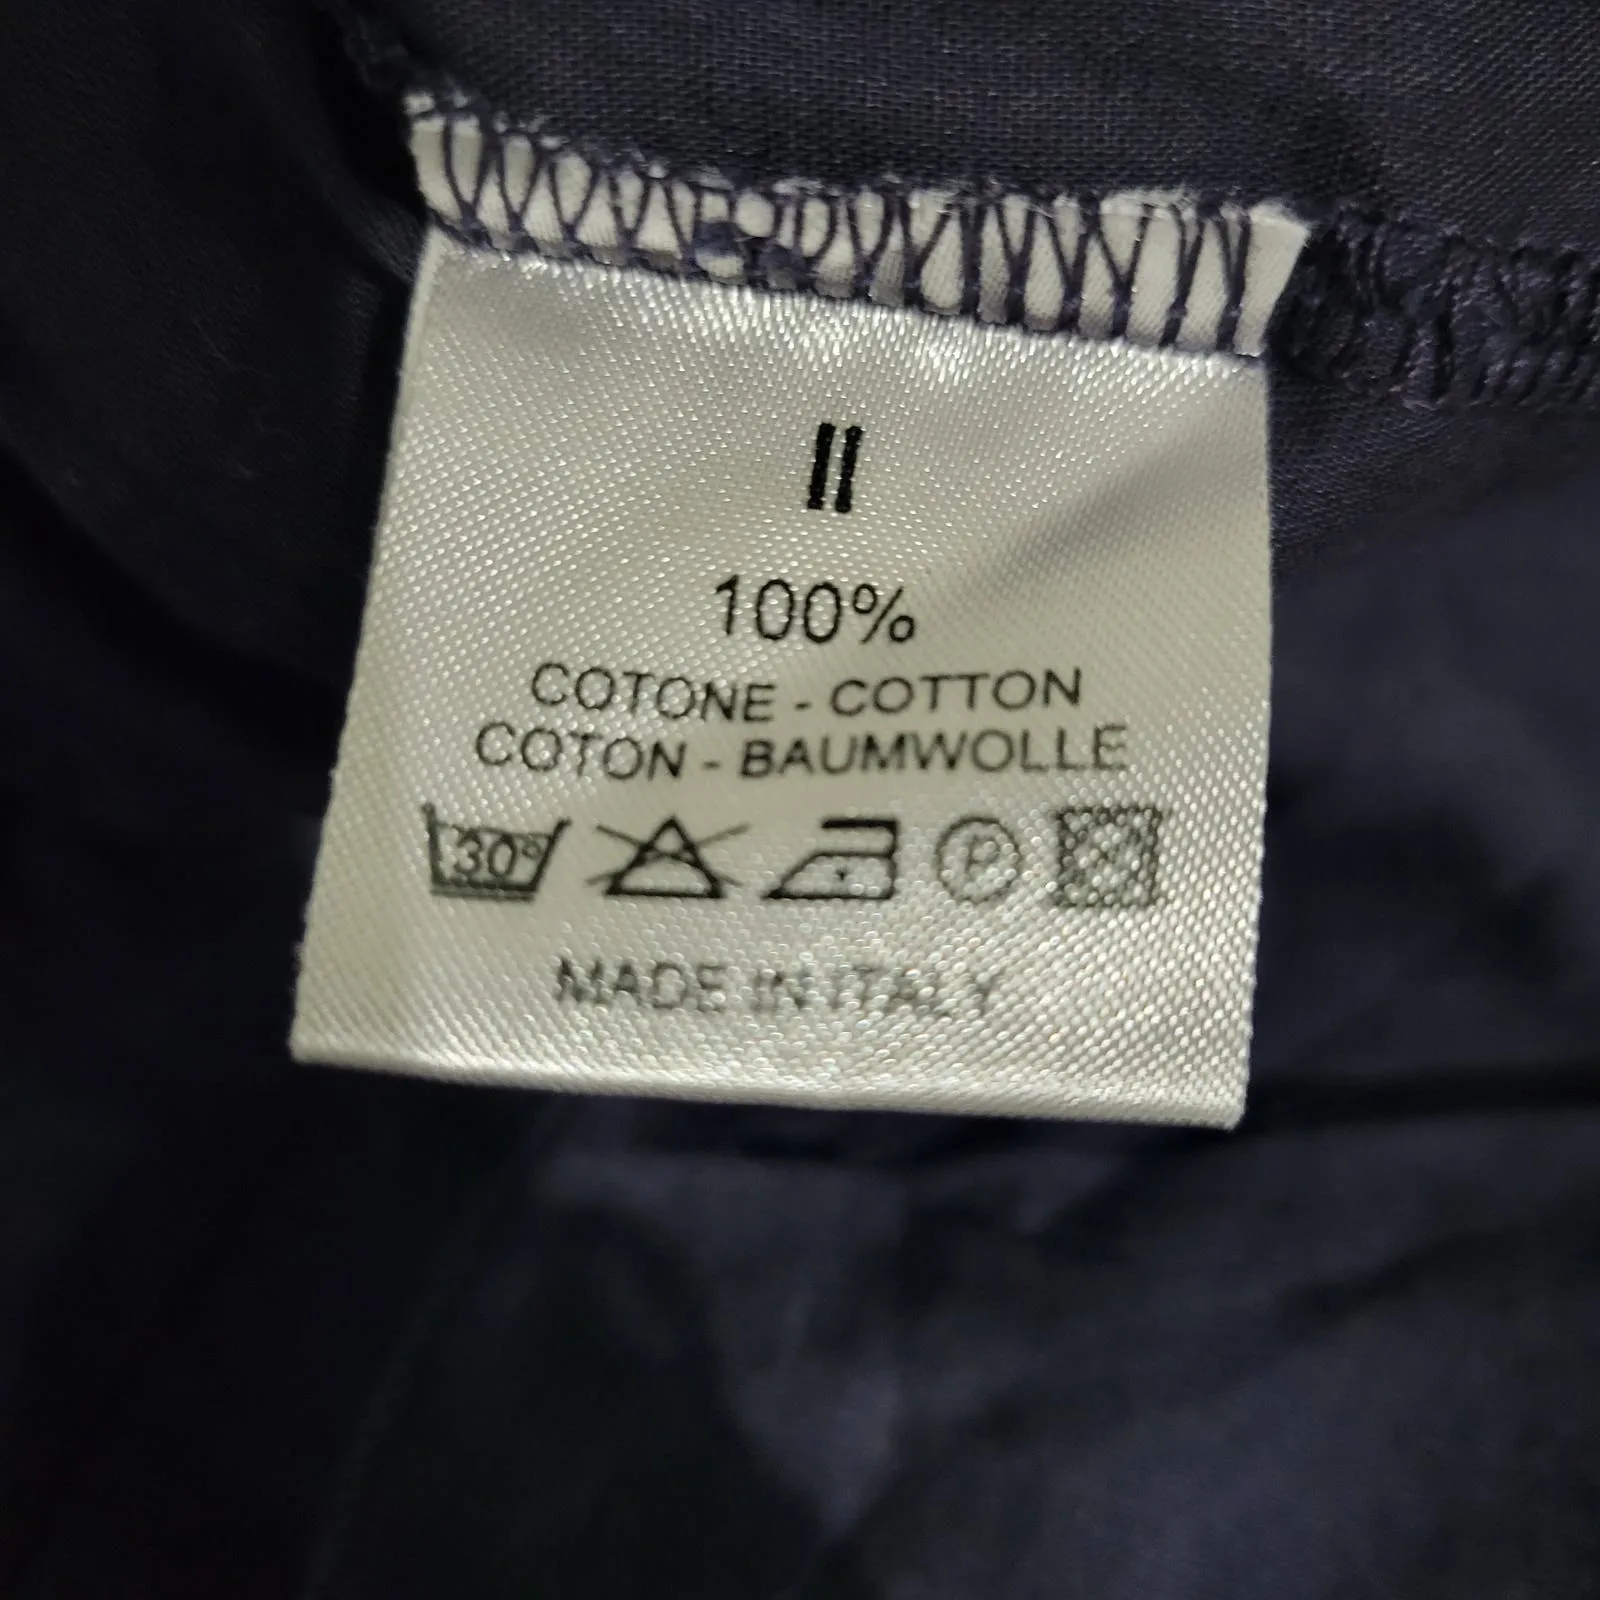 II
100%
COTONE - COTTON
COTON - BAUMWOLLE
30° P
MADE IN ITALY